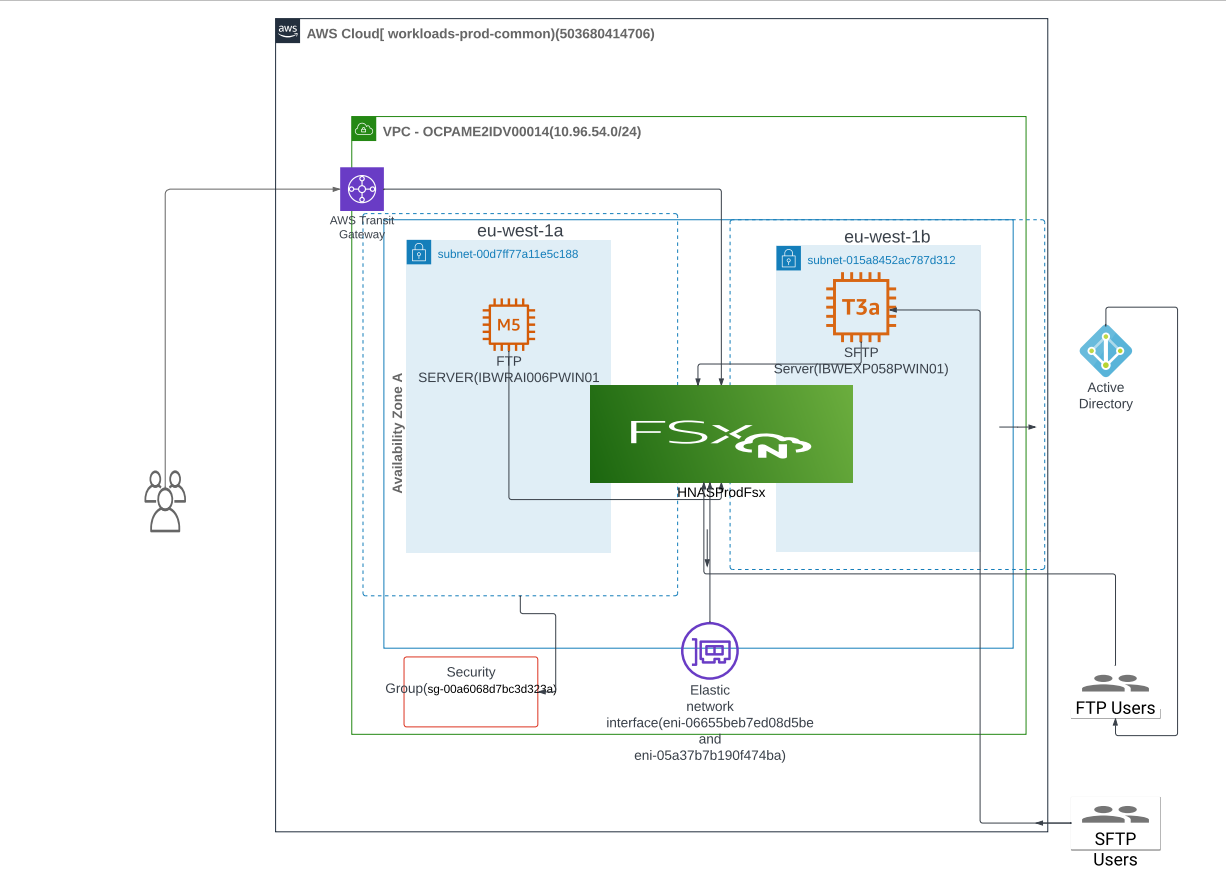 aws
AWS Cloud[ workloads-prod-common)(503680414706)
VPC - OCPAME2IDV00014(10.96.54.0/24)
AWS Transit
Gateway
eu-west-1a
subnet-00d7ff77a11e5c188
M5
FTP
SERVER(IBWRAI006PWIN01
Availability Zone A
eu-west-1b
subnet-015a8452ac787d312
T3a
SFTP
Server(IBWEXP058PWIN01)
FSx
N
HNASProdFsx
Active
Directory
Security
Group(sg-00a6068d7bc3d323a)
Elastic
network
interface(eni-06655beb7ed08d5be
and
eni-05a37b7b190f474ba)
FTP Users
SFTP
Users